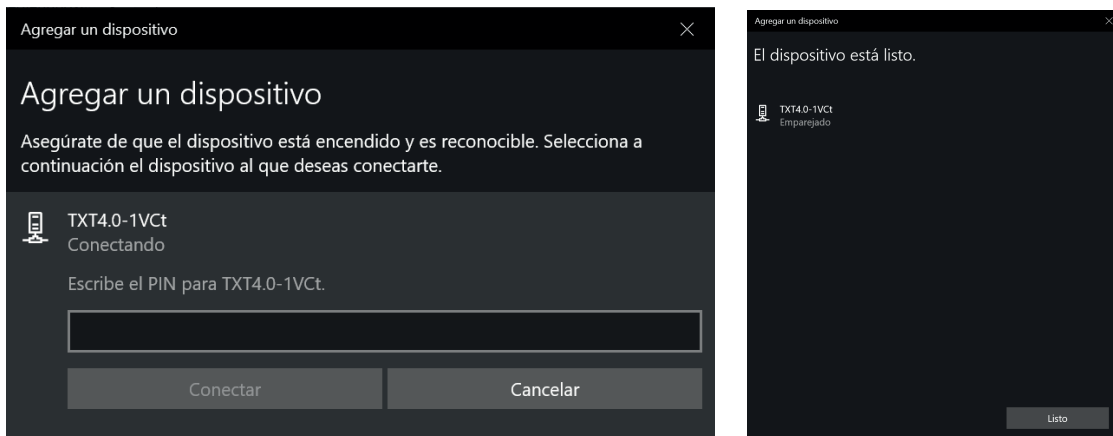 Agregar un dispositivo
Agregar un dispositivo
Asegúrate de que el dispositivo está encendido y es reconocible. Selecciona a
continuación el dispositivo al que deseas conectarte.
TXT4.0-1VCt
Conectando
Escribe el PIN para TXT4.0-1VCt.
Conectar
Cancelar
Agregar un dispositivo
El dispositivo está listo.
TXT4.0-1VCt
Emparejado
Listo